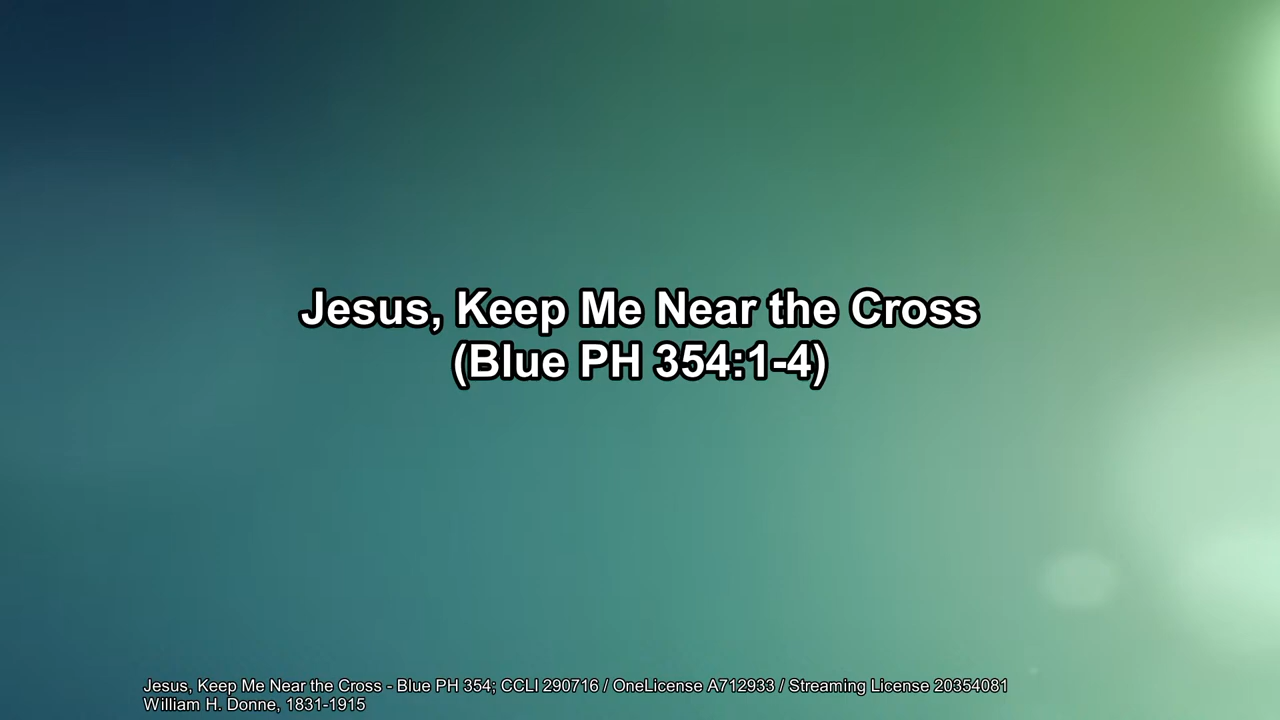 Jesus, Keep Me Near the Cross
(Blue PH 354:1-4)
Jesus, Keep Me Near the Cross - Blue PH 354; CCLI 290716 / OneLicense A712933 / Streaming License 20354081
William H. Donne, 1831-1915